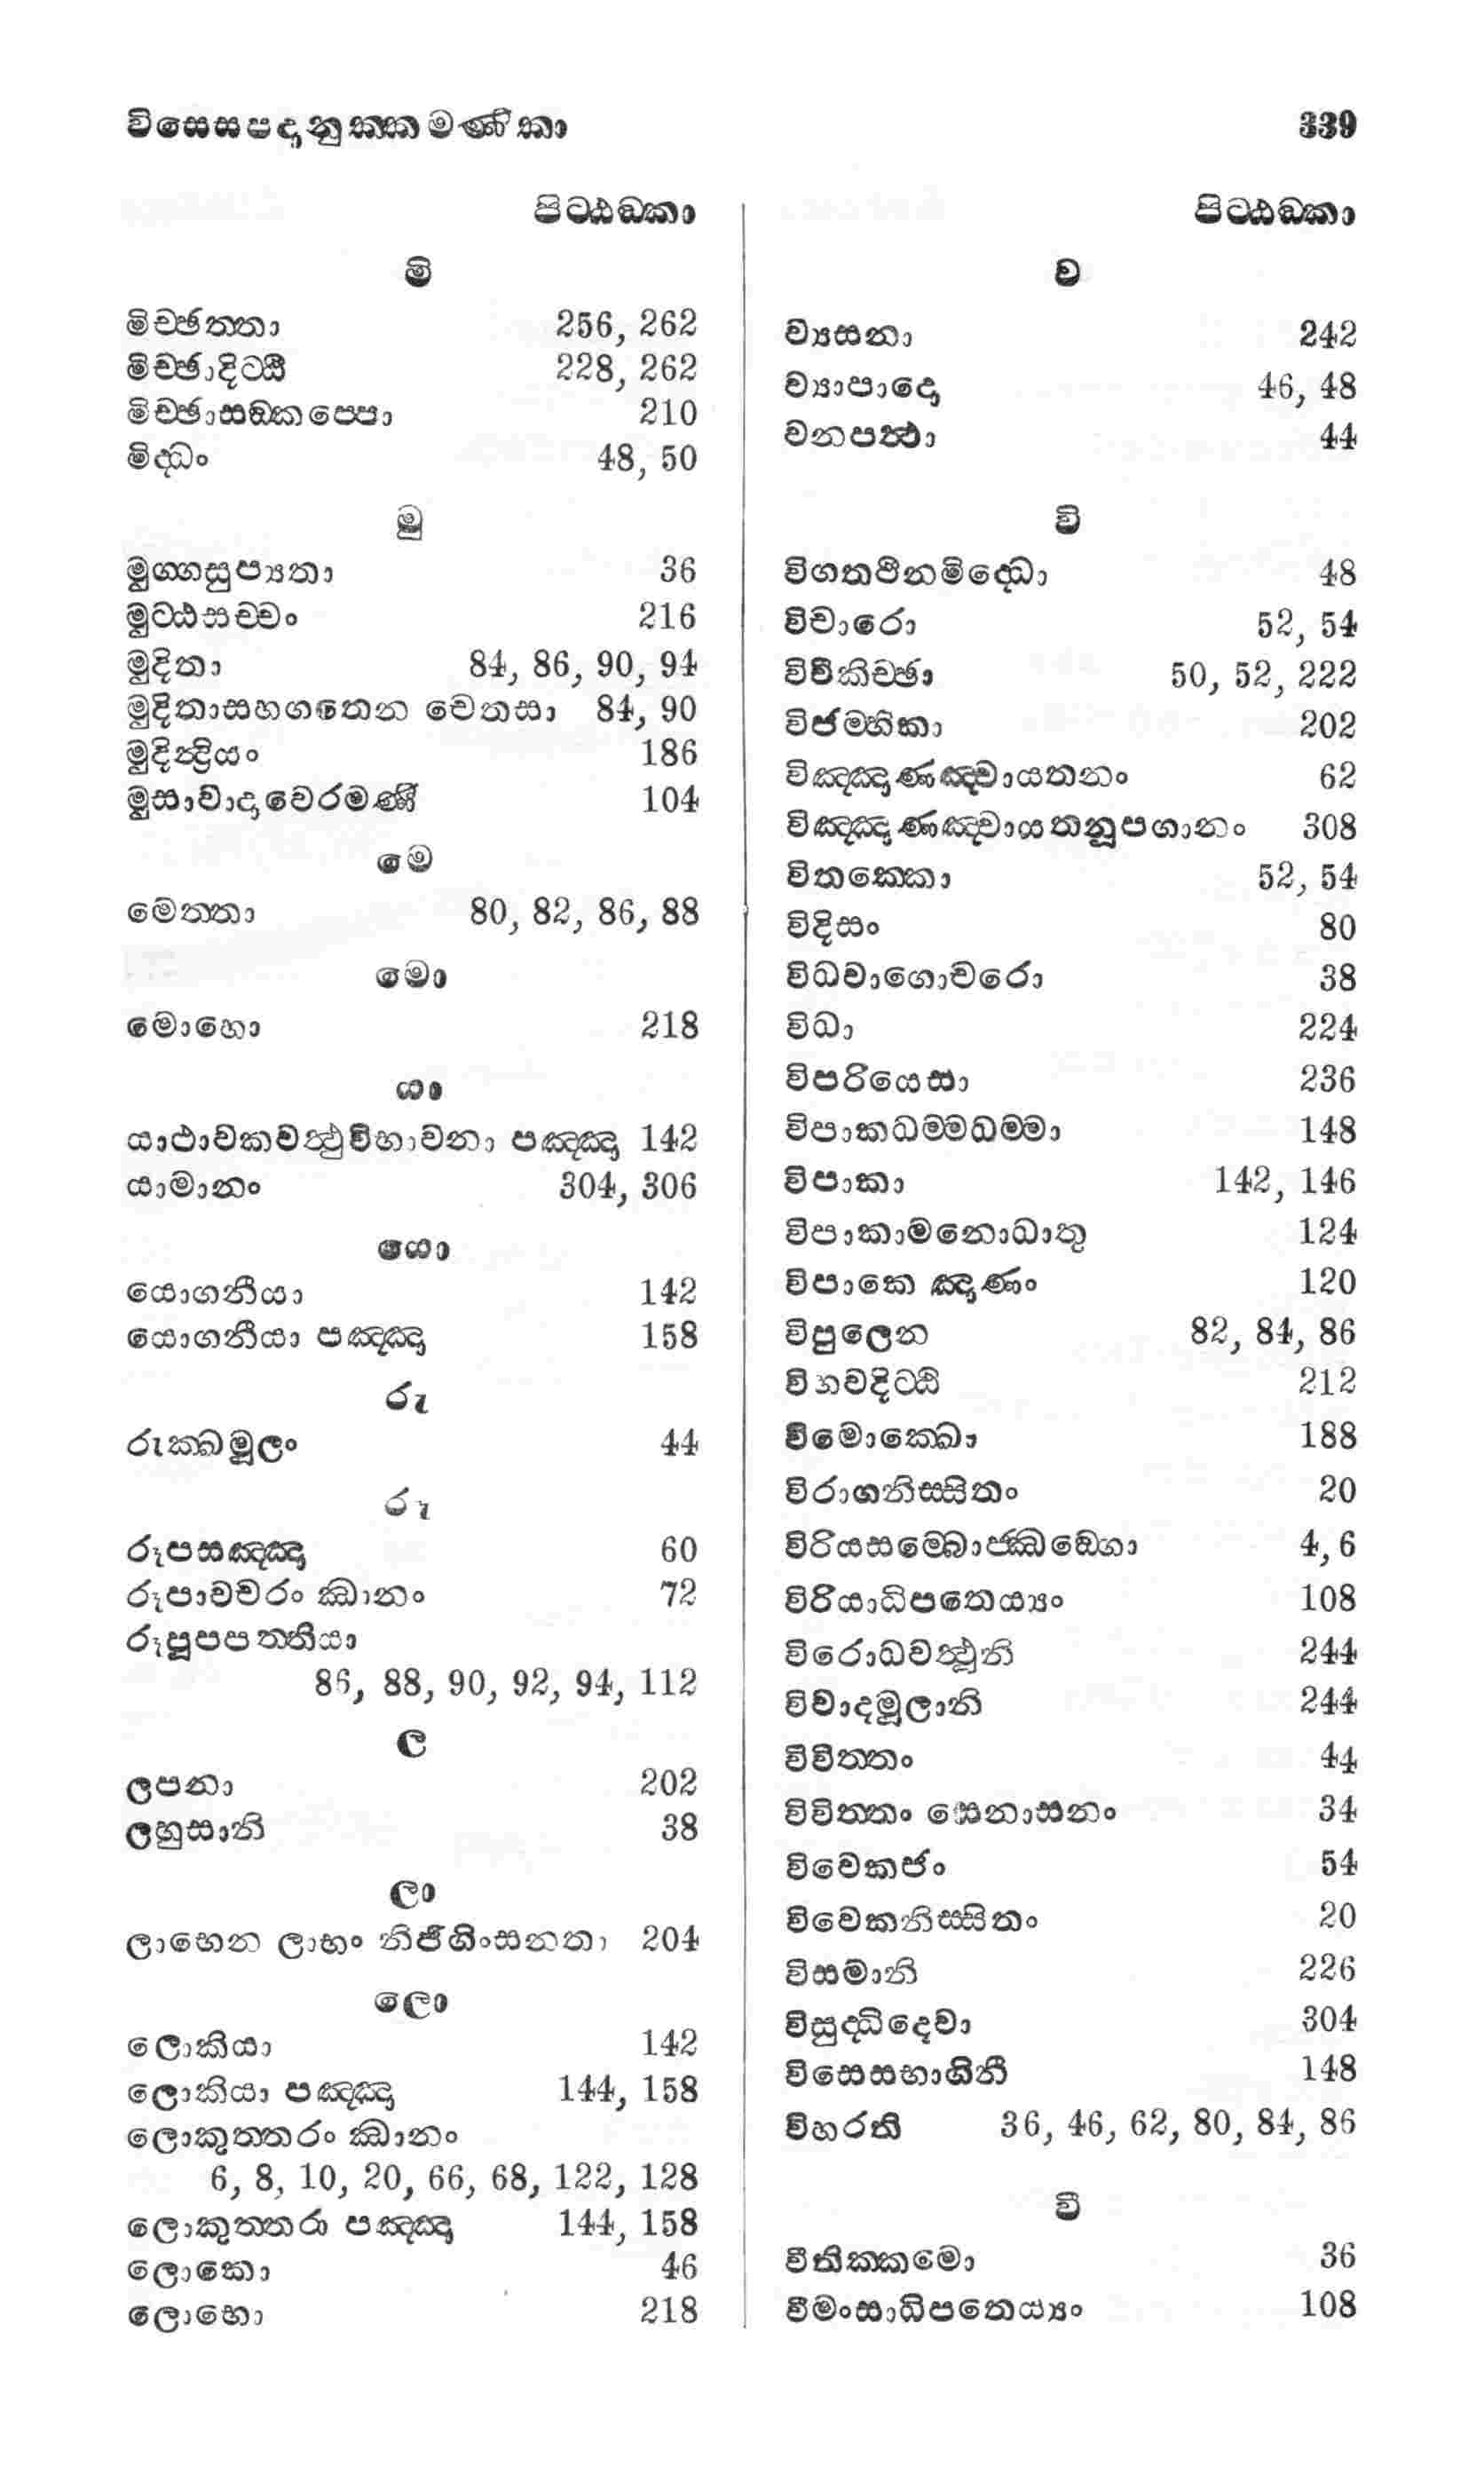 විසෙසපදානුක්කමණිකා 339
පිට්ඨඞ්කා
මි
මිච්ඡත්තා 256, 262
මිච්ඡාදිට්ඨි 228, 262
මිච්ඡාසඞ්කප්පො 210
මිද්ධං 48, 50
මු
මුග්ගසුප්‍යතා 36
මුට්ඨසච්චං 216
මුදිතා 84, 86, 90, 94
මුදිතාසහගතෙන චෙතසා 84, 90
මුදින්ද්‍රියං 186
මුසාවාදා වෙරමණී 104
මෙ
මෙත්තා 80, 82, 86, 88
මො
මොහො 218
යා
යාථාවකවත්ථුවිභාවනා පඤ්ඤා 142
යාමානං 304, 306
යො
යොගනීයා 142
යොගනීයා පඤ්ඤා 158
රු
රුක්ඛමූලං 44
රූ
රූපසඤ්ඤා 60
රූපාවචරං ඣානං 72
රූපූපපත්තියා
86, 88, 90, 92, 94, 112
ල
ලපනා 202
ලහුසානි 38
ලා
ලාභෙන ලාභං නිජිගිංසනතා 204
ලො
ලොකියා 142
ලොකියා පඤ්ඤා 144, 158
ලොකුත්තරං ඣානං
6, 8, 10, 20, 66, 68, 122, 128
ලොකුත්තරා පඤ්ඤා 144, 158
ලොකො 46
ලොභො 218
පිට්ඨඞ්කා
ව
ව්‍යසනා 242
ව්‍යාපාදො 46, 48
වනපත්ථා 44
වි
විගතථීනමිද්ධො 48
විචාරො 52, 54
විචිකිච්ඡා 50, 52, 222
විජම්භිකා 202
විඤ්ඤාණඤ්චායතනං 62
විඤ්ඤාණඤ්චායතනූපගානං 308
විතක්කො 52, 54
විදිසං 80
විධවාගොචරො 38
විධා 224
විපරියෙසා 236
විපාකධම්මධම්මා 148
විපාකා 142, 146
විපාකාමනොධාතු 124
විපාකෙ ඤාණං 120
විපුලෙන 82, 84, 86
විභවදිට්ඨි 212
විමොක්ඛො 188
විරාගනිස්සිතං 20
විරියසම්බොජ්ඣඞ්ගො 4, 6
විරියාධිපතෙය්‍යං 108
විරොධවත්ථූනි 244
විවාදමූලානි 244
විවිත්තං 44
විවිත්තං සෙනාසනං 34
විවෙකජං 54
විවෙකනිස්සිතං 20
විසමානි 226
විසුද්ධිදෙවා 304
විසෙසභාගිනී 148
විහරති 36, 46, 62, 80, 84, 86
වී
වීතික්කමො 36
වීමංසාධිපතෙය්‍යං 108